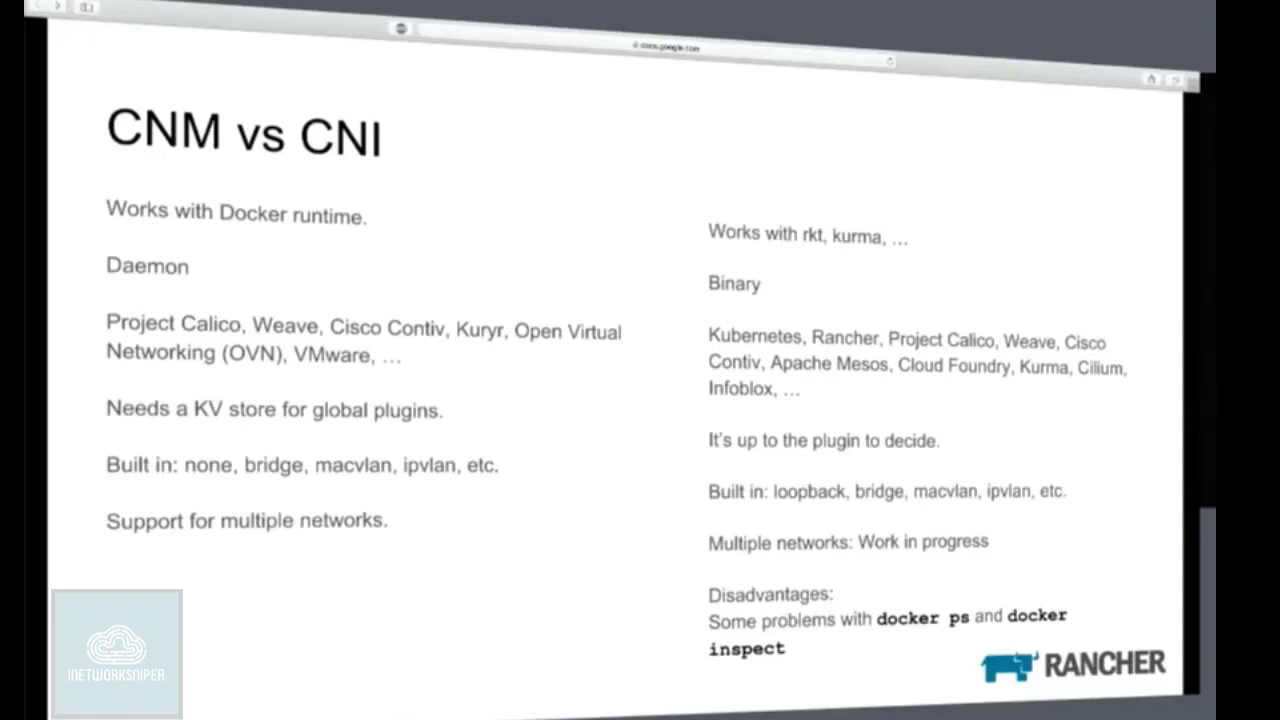 docs.google.com
CNM vs CNI
Works with Docker runtime.
Daemon
Project Calico, Weave, Cisco Contiv, Kuryr, Open Virtual
Networking (OVN), VMware, …
Needs a KV store for global plugins.
Built in: none, bridge, macvlan, ipvlan, etc.
Support for multiple networks.
Works with rkt, kurma, …
Binary
Kubernetes, Rancher, Project Calico, Weave, Cisco
Contiv, Apache Mesos, Cloud Foundry, Kurma, Cilium,
Infoblox, …
It's up to the plugin to decide.
Built in: loopback, bridge, macvlan, ipvlan, etc.
Multiple networks: Work in progress
Disadvantages:
Some problems with docker ps and docker
inspect
RANCHER
INETWORKSNIPER